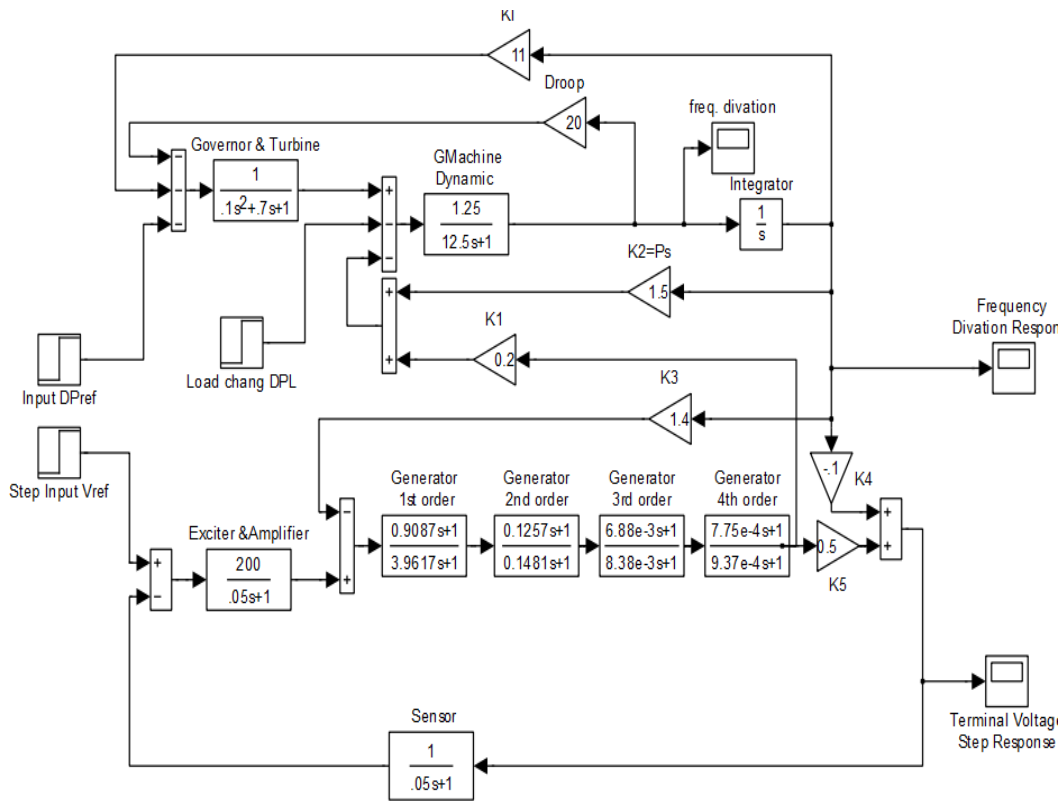 KI
11
Droop
20
freq. divation
Governor & Turbine
1
.1s2+.7s+1
GMachine
Dynamic
1.25
12.5s+1
Integrator
1
s
K2=Ps
1.5
K1
0.2
Frequency
Divation Respon
Input DPref
Load chang DPL
K3
1.4
Step Input Vref
-.1
K4
Generator
1st order
0.9087s+1
3.9617s+1
Generator
2nd order
0.1257s+1
0.1481s+1
Generator
3rd order
6.88e-3s+1
8.38e-3s+1
Generator
4th order
7.75e-4s+1
9.37e-4s+1
0.5
K5
Exciter &Amplifier
200
.05s+1
Sensor
1
.05s+1
Terminal Voltage
Step Response